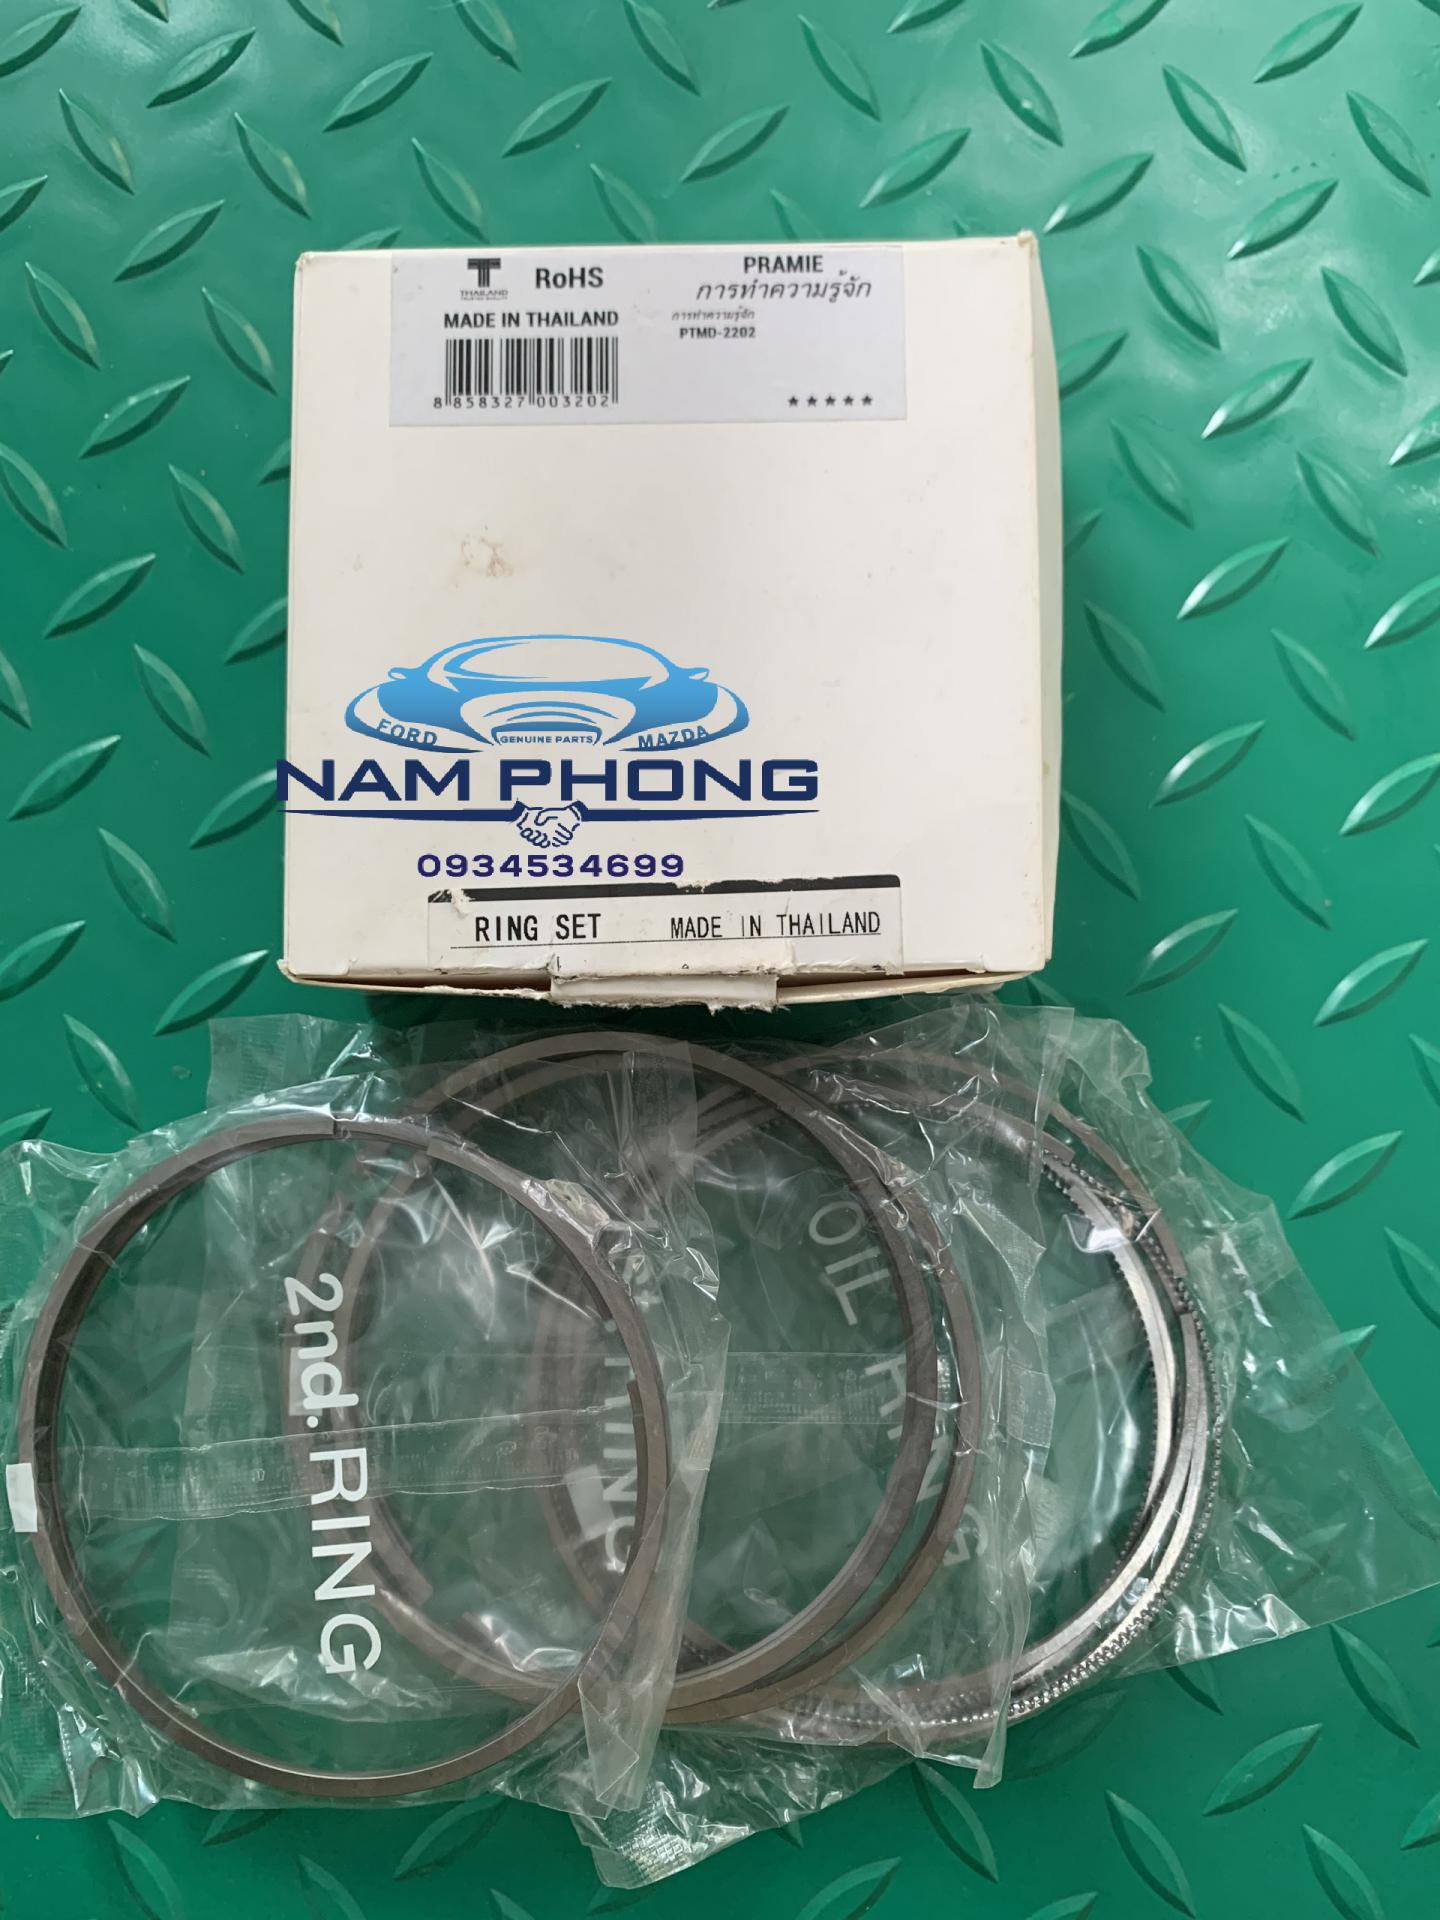 THAILAND
RoHS
PRAMIE
การทำความรู้จัก
MADE IN THAILAND
การทำความรู้จัก
PTMD-2202
8 858327 003202
★★★★★
FORD GENUINE PARTS MAZDA
NAM PHONG
0934534699
RING SET MADE IN THAILAND
2nd. RING
RING
OIL RING